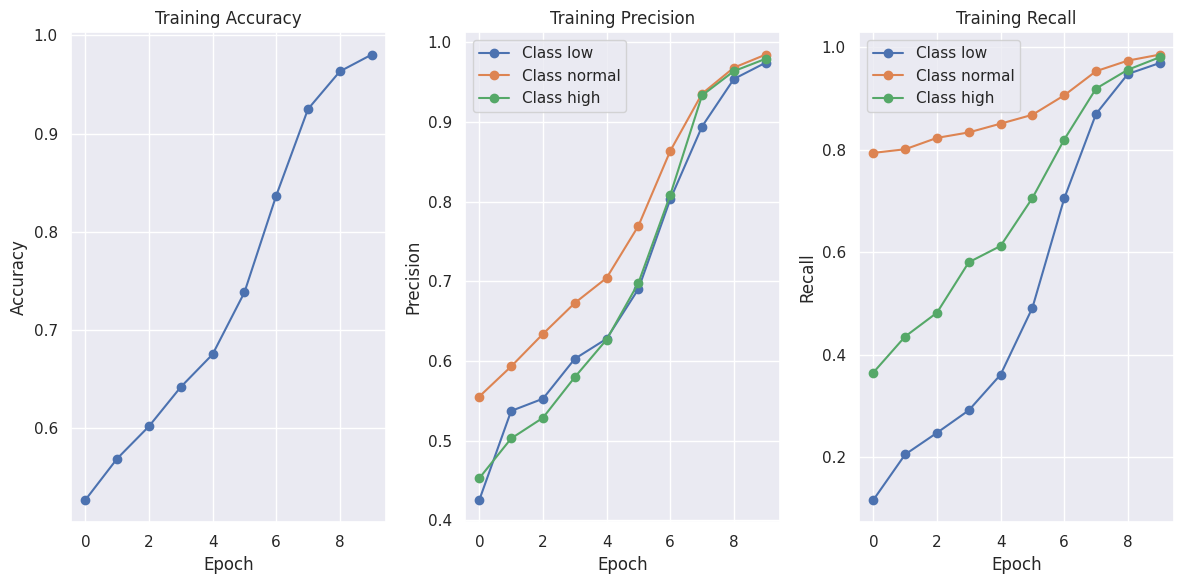 Training Accuracy
1.0
0.9
0.8
0.7
0.6
Accuracy
0 2 4 6 8
Epoch
Training Precision
Class low
Class normal
Class high
1.0
0.9
0.8
0.7
0.6
0.5
0.4
Precision
0 2 4 6 8
Epoch
Training Recall
Class low
Class normal
Class high
1.0
0.8
0.6
0.4
0.2
Recall
0 2 4 6 8
Epoch